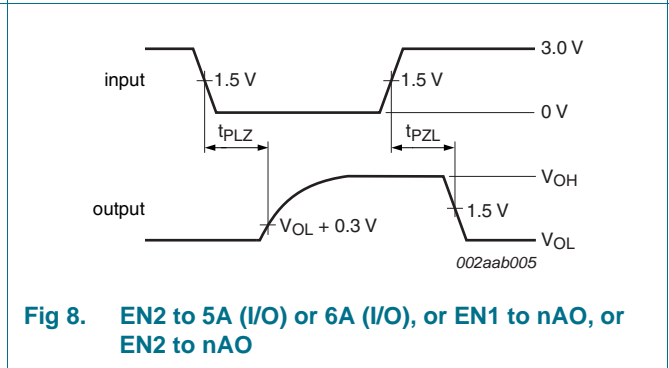 3.0 V
input
1.5 V
1.5 V
0 V
tPLZ
tPZL
VOH
output
1.5 V
VOL + 0.3 V
VOL
002aab005
Fig 8. EN2 to 5A (I/O) or 6A (I/O), or EN1 to nAO, or
EN2 to nAO